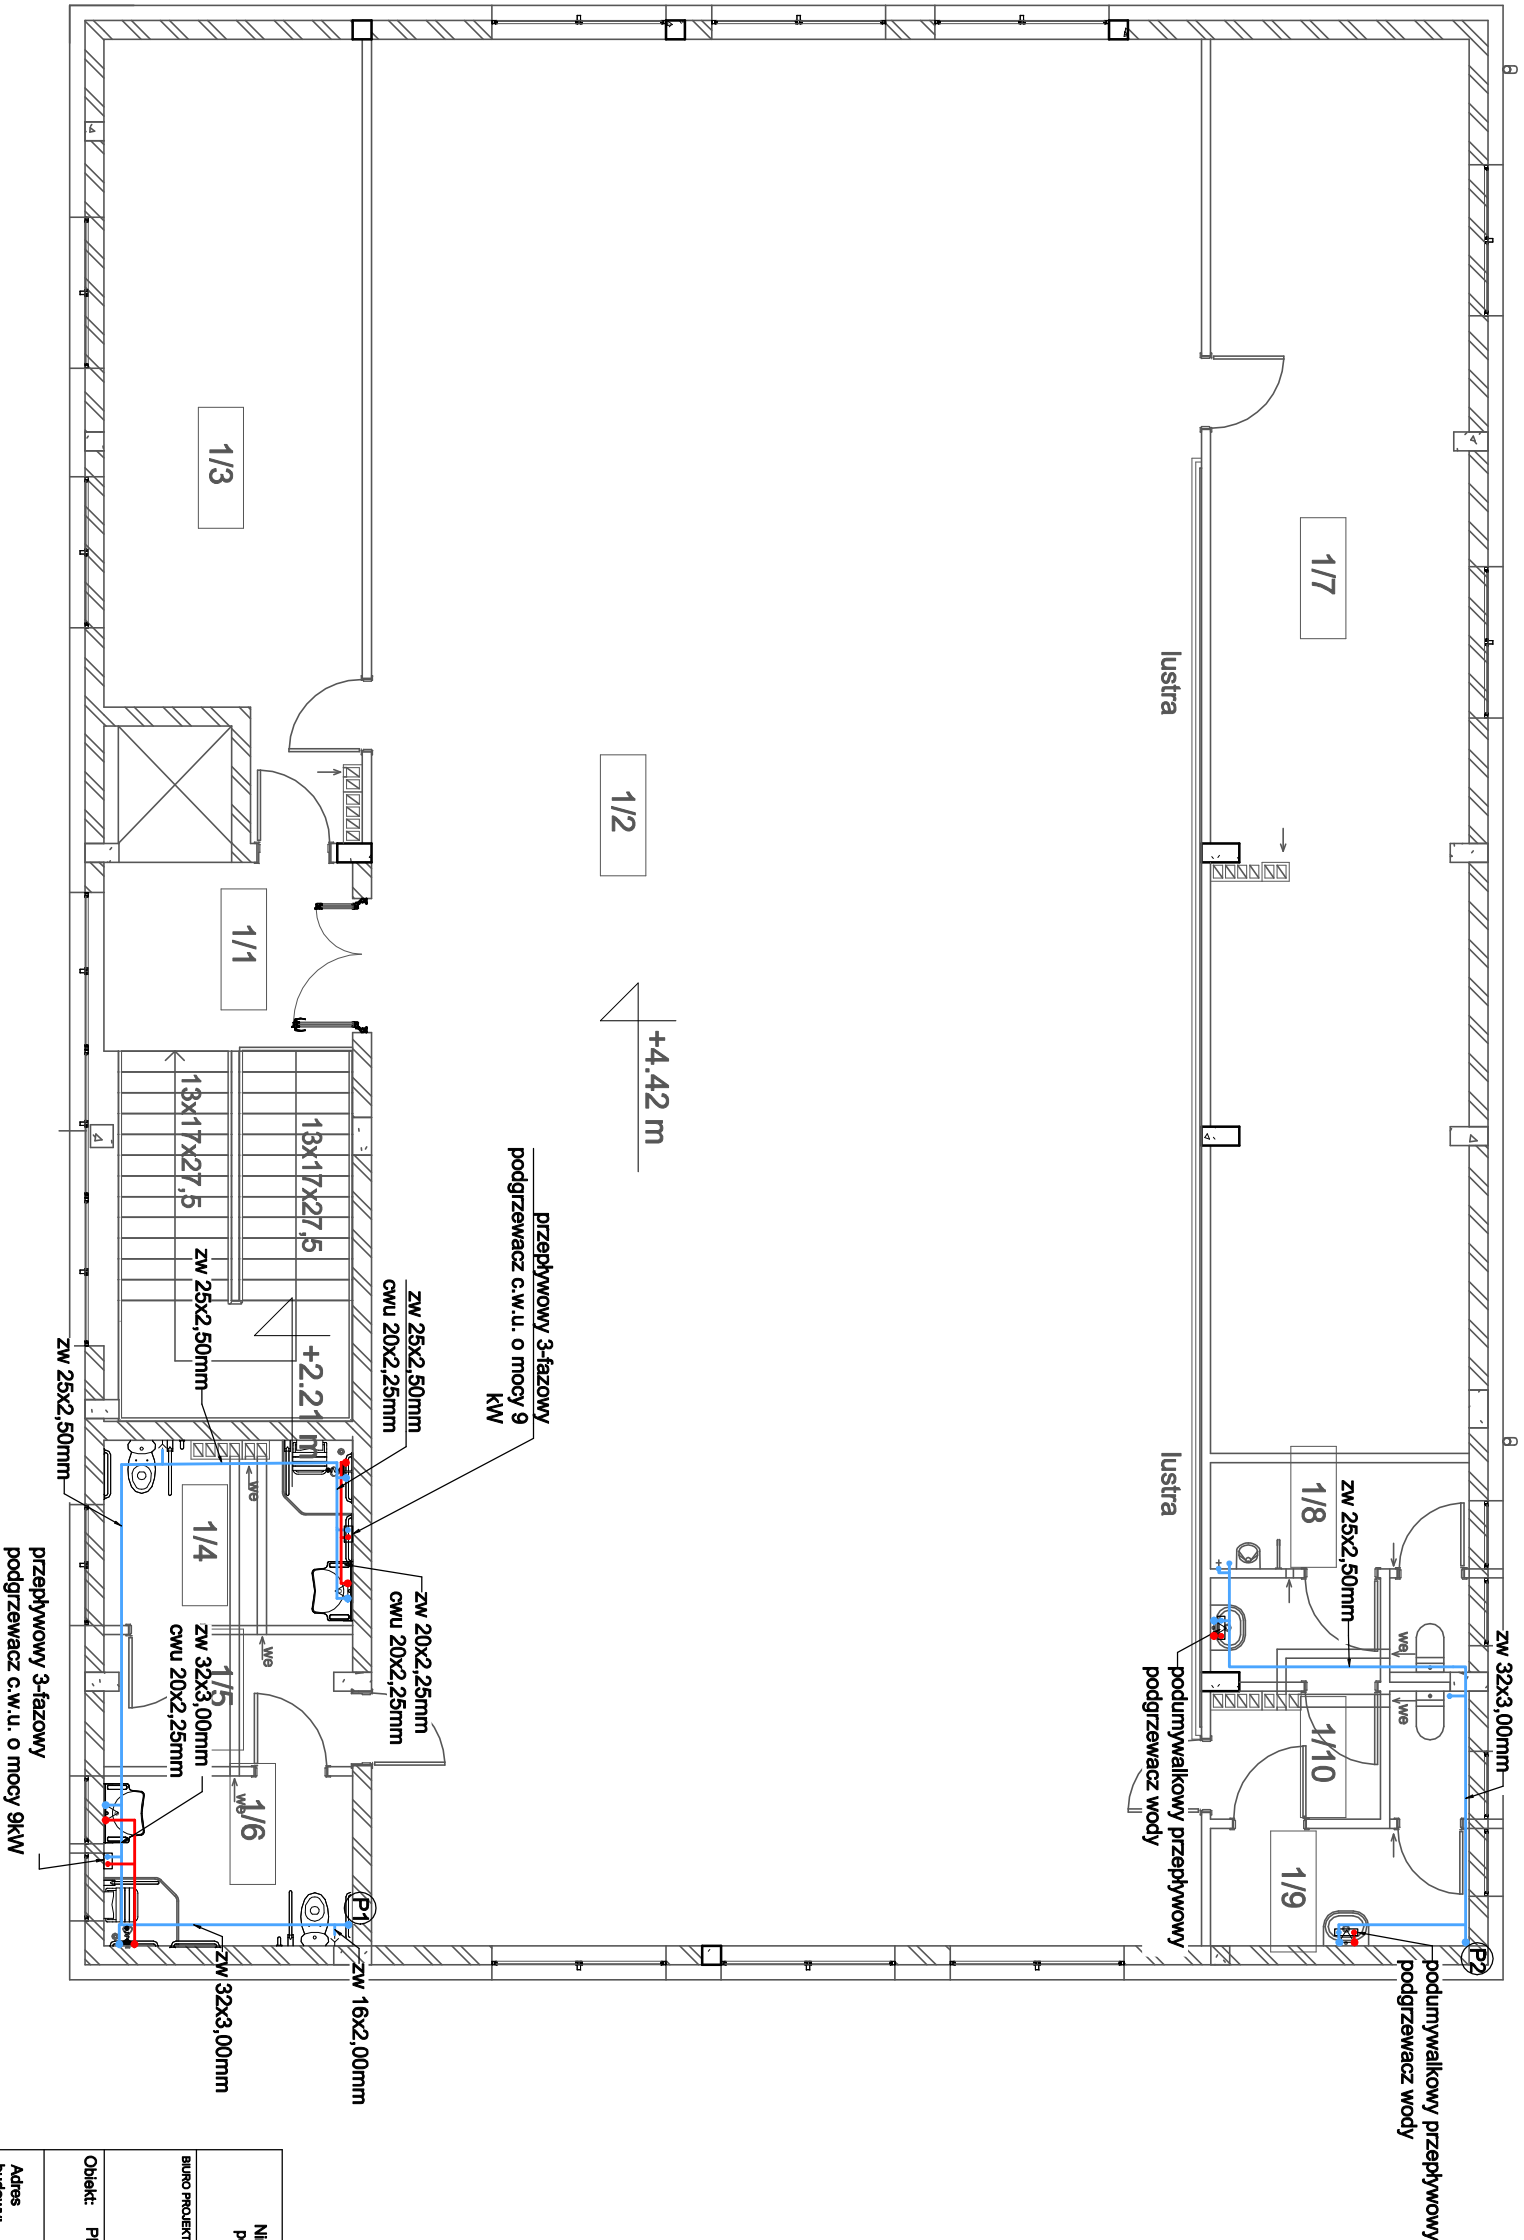 1/7
lustra
1/3
1/2
+4.42 m
1/1
13x17x27,5
13x17x27,5
+2.21 m
przepływowy 3-fazowy
podgrzewacz c.w.u. o mocy 9
kW
zw 25x2,50mm
cwu 20x2,25mm
zw 25x2,50mm
zw 25x2,50mm
lustra
1/8
zw 25x2,50mm
zw 32x3,00mm
we
we
1/10
1/9
podumywalkowy przepływowy
podgrzewacz wody
P2
podumywalkowy przepływowy
podgrzewacz wody
we
1/4
zw 20x2,25mm
cwu 20x2,25mm
we
1/5
zw 32x3,00mm
cwu 20x2,25mm
we
1/6
przepływowy 3-fazowy
podgrzewacz c.w.u. o mocy 9kW
P1
zw 16x2,00mm
zw 32x3,00mm
BIURO PROJEKT
Obiekt:
Adres